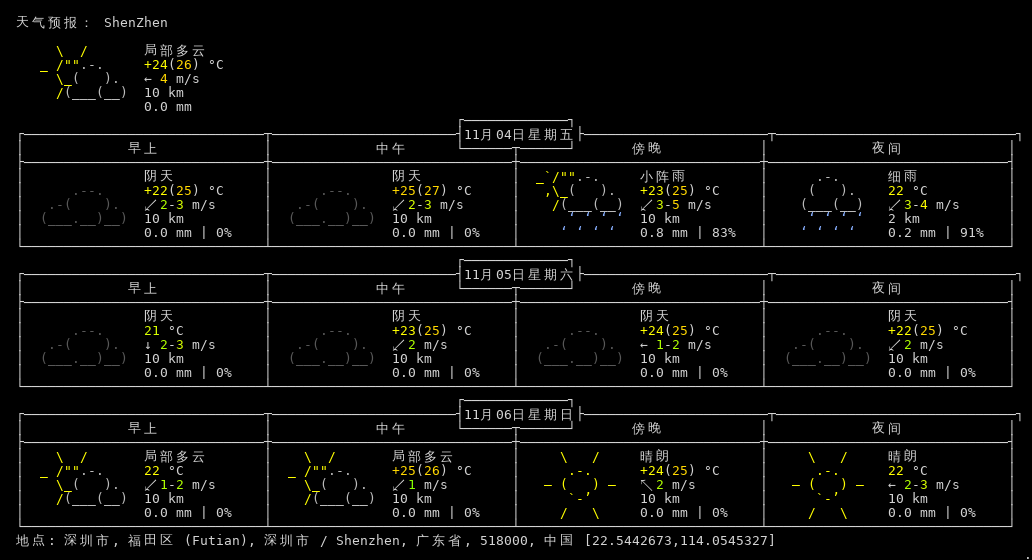 天气预报： ShenZhen
局部多云
+24(26) °C
← 4 m/s
10 km
0.0 mm
11月04日星期五
早上 中午 傍晚 夜间
阴天 阴天 小阵雨 细雨
+22(25) °C +25(27) °C +23(25) °C 22 °C
↙ 2-3 m/s ↙ 2-3 m/s ↙ 3-5 m/s ↙ 3-4 m/s
10 km 10 km 10 km 2 km
0.0 mm | 0% 0.0 mm | 0% 0.8 mm | 83% 0.2 mm | 91%
11月05日星期六
早上 中午 傍晚 夜间
阴天 阴天 阴天 阴天
21 °C +23(25) °C +24(25) °C +22(25) °C
↓ 2-3 m/s ↙ 2 m/s ← 1-2 m/s ↙ 2 m/s
10 km 10 km 10 km 10 km
0.0 mm | 0% 0.0 mm | 0% 0.0 mm | 0% 0.0 mm | 0%
11月06日星期日
早上 中午 傍晚 夜间
局部多云 局部多云 晴朗 晴朗
22 °C +25(26) °C +24(25) °C 22 °C
↙ 1-2 m/s ↙ 1 m/s ↖ 2 m/s ← 2-3 m/s
10 km 10 km 10 km 10 km
0.0 mm | 0% 0.0 mm | 0% 0.0 mm | 0% 0.0 mm | 0%
地点: 深圳市, 福田区 (Futian), 深圳市 / Shenzhen, 广东省, 518000, 中国 [22.5442673,114.0545327]